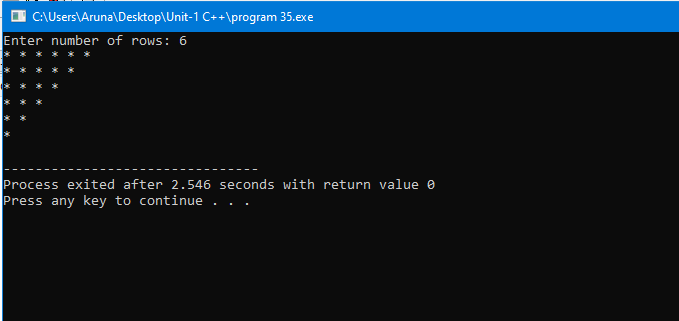 C:\Users\Aruna\Desktop\Unit-1 C++\program 35.exe
Enter number of rows: 6
* * * * * *
* * * * *
* * * *
* * *
* *
*
--------------------------------
Process exited after 2.546 seconds with return value 0
Press any key to continue . . .